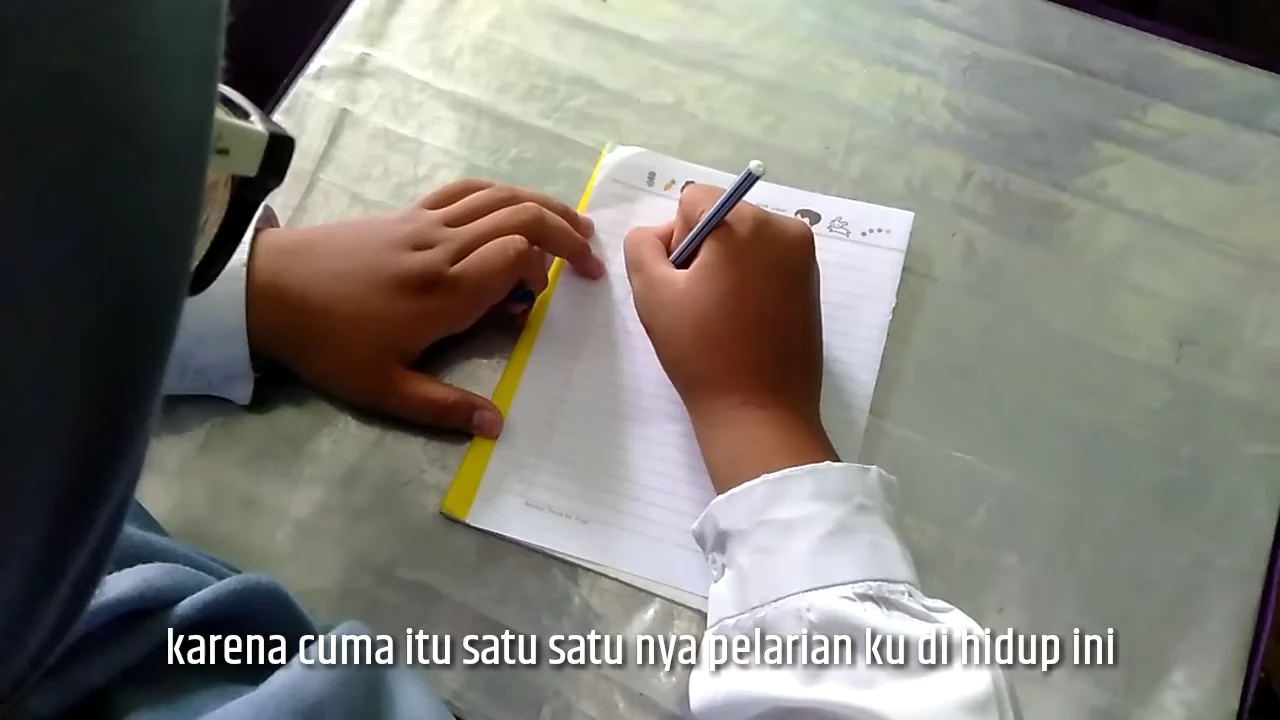 karena cuma itu satu satu nya pelarian ku di hidup ini